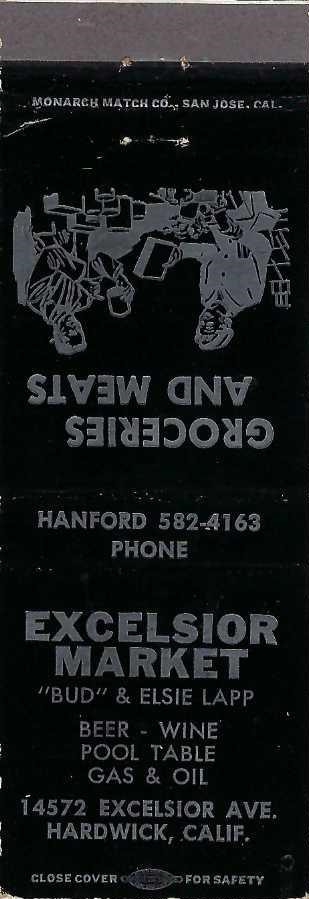 MONARCH MATCH CO., SAN JOSE, CAL.
GROCERIES
AND MEATS
HANFORD 582-4163
PHONE
EXCELSIOR
MARKET
"BUD" & ELSIE LAPP
BEER - WINE
POOL TABLE
GAS & OIL
14572 EXCELSIOR AVE.
HARDWICK, CALIF.
CLOSE COVER FOR SAFETY